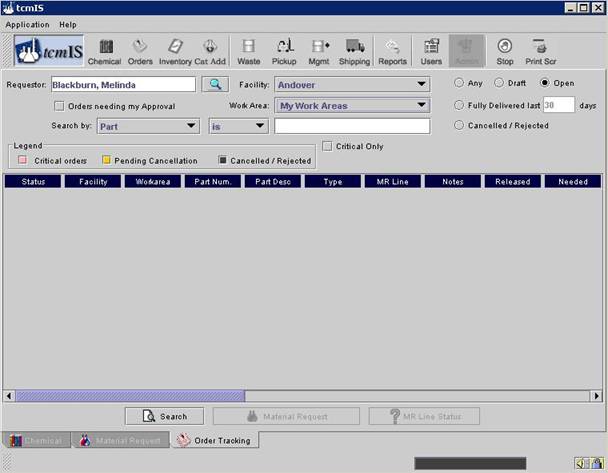 tcmIS
Application Help
tcmIS Chemical Orders Inventory Cat Add Waste Pickup Mgmt Shipping Reports Users Admin Stop Print Scr
Requestor: Blackburn, Melinda Facility: Andover Any Draft Open
Orders needing my Approval Work Area: My Work Areas Fully Delivered last 30 days
Search by: Part is Cancelled / Rejected
Legend Critical Only
Critical orders Pending Cancellation Cancelled / Rejected
Status Facility Workarea Part Num. Part Desc Type MR Line Notes Released Needed
Search Material Request MR Line Status
Chemical Material Request Order Tracking